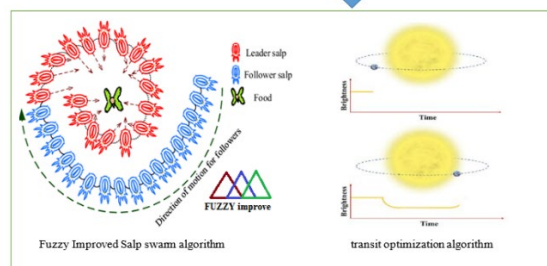 Leader salp
Follower salp
Food
Direction of motion for followers
FUZZY improve
Fuzzy Improved Salp swarm algorithm
Brightness
Time
Brightness
Time
transit optimization algorithm